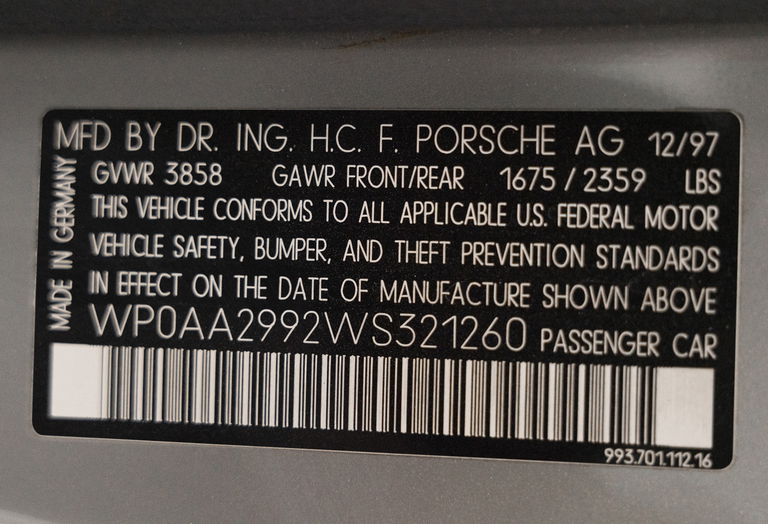 MFD BY DR. ING. H.C. F. PORSCHE AG 12/97
GVWR 3858 GAWR FRONT/REAR 1675 / 2359 LBS
THIS VEHICLE CONFORMS TO ALL APPLICABLE U.S. FEDERAL MOTOR
VEHICLE SAFETY, BUMPER, AND THEFT PREVENTION STANDARDS
IN EFFECT ON THE DATE OF MANUFACTURE SHOWN ABOVE
WP0AA2992WS321260 PASSENGER CAR
993.701.112.16
MADE IN GERMANY